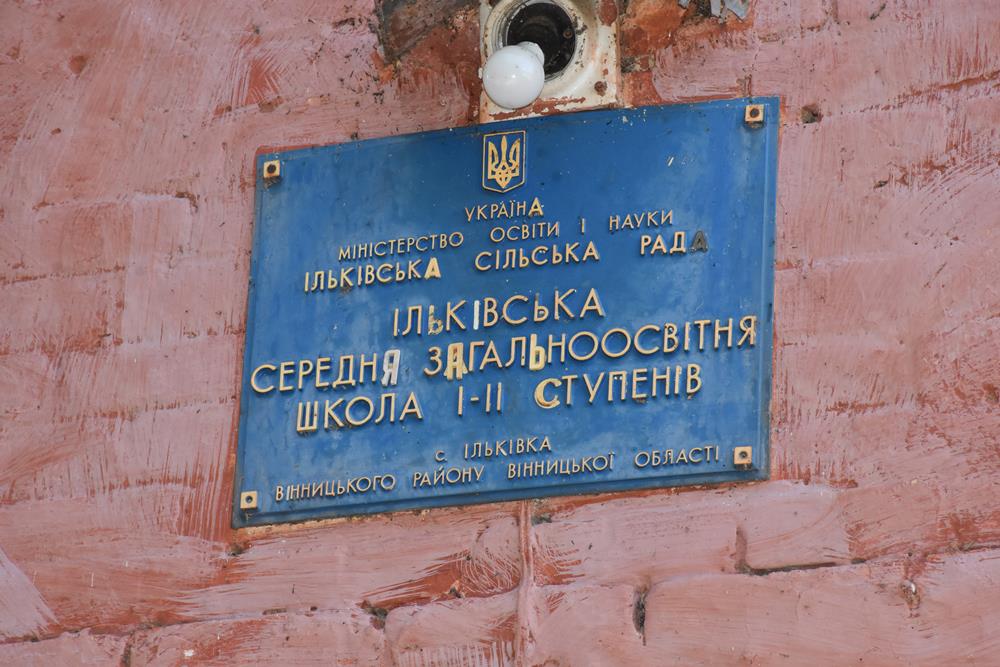 УКРАЇНА
МІНІСТЕРСТВО ОСВІТИ І НАУКИ
ІЛЬКІВСЬКА СІЛЬСЬКА РАДА
ІЛЬКІВСЬКА
СЕРЕДНЯ ЗАГАЛЬНООСВІТНЯ
ШКОЛА І-ІІ СТУПЕНІВ
с. ІЛЬКІВКА
ВІННИЦЬКОГО РАЙОНУ ВІННИЦЬКОЇ ОБЛАСТІ